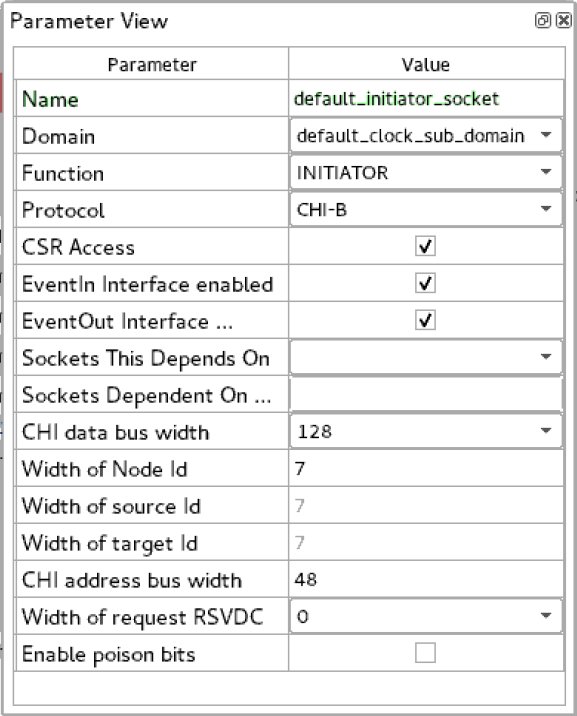 Parameter View
Parameter Value
Name default_initiator_socket
Domain default_clock_sub_domain
Function INITIATOR
Protocol CHI-B
CSR Access
EventIn Interface enabled
EventOut Interface ...
Sockets This Depends On
Sockets Dependent On ...
CHI data bus width 128
Width of Node Id 7
Width of source Id 7
Width of target Id 7
CHI address bus width 48
Width of request RSVDC 0
Enable poison bits